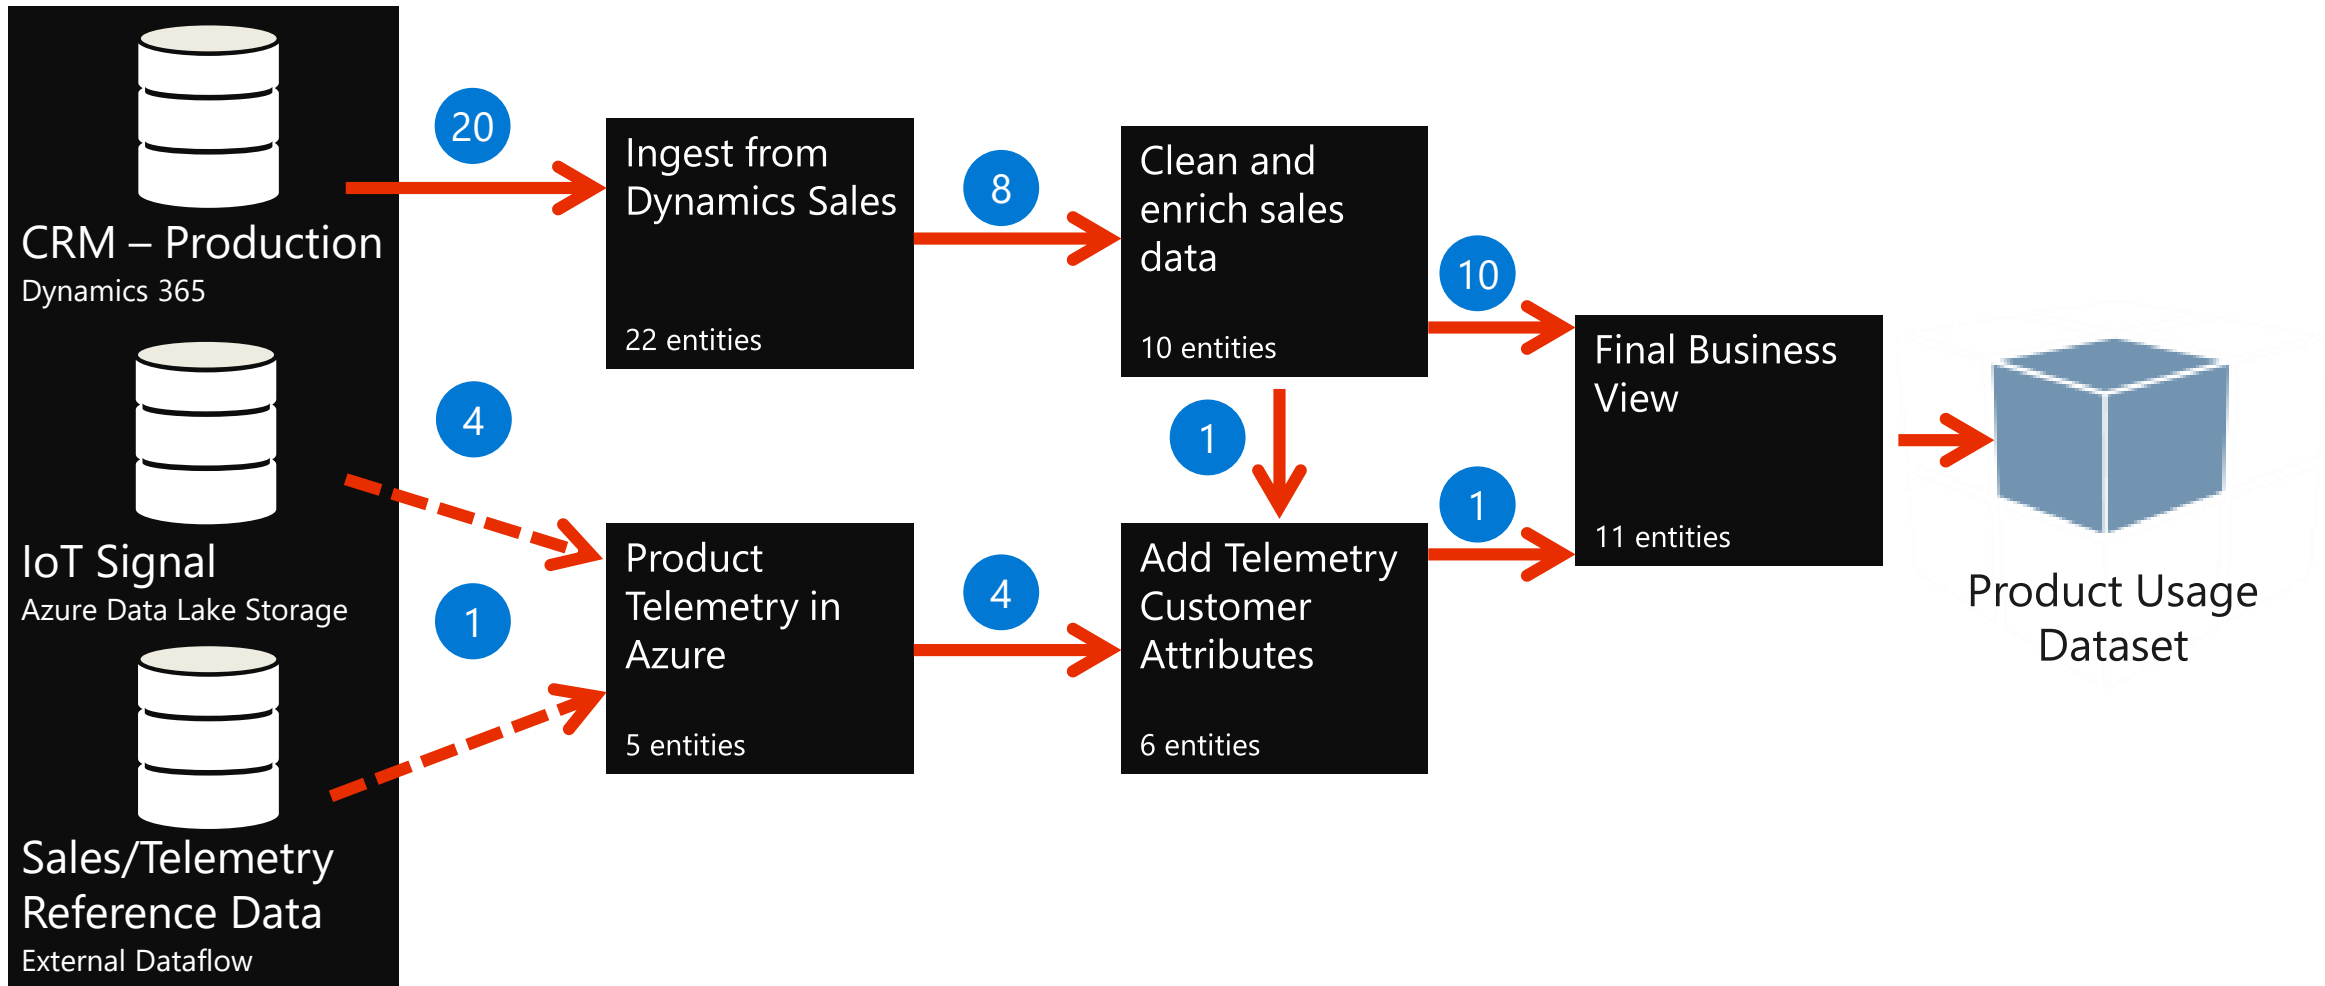 CRM – Production
Dynamics 365
IoT Signal
Azure Data Lake Storage
Sales/Telemetry
Reference Data
External Dataflow
20
4
1
Ingest from
Dynamics Sales
22 entities
Product
Telemetry in
Azure
5 entities
8
4
Clean and
enrich sales
data
10 entities
1
Add Telemetry
Customer
Attributes
6 entities
10
1
Final Business
View
11 entities
Product Usage
Dataset